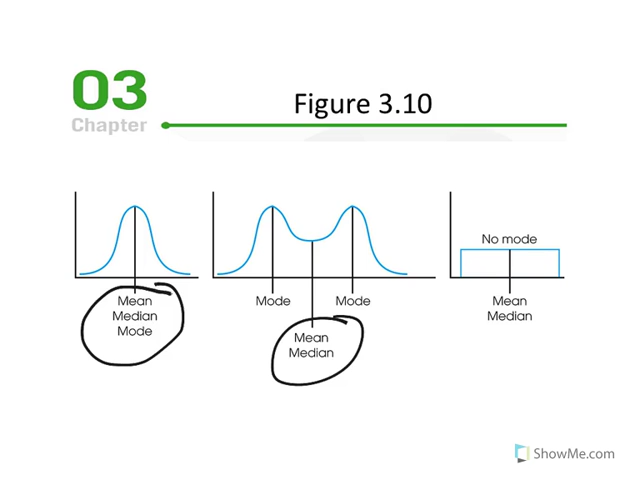 03
Chapter
Figure 3.10
Mean
Median
Mode
Mode
Mode
Mean
Median
No mode
Mean
Median
ShowMe.com